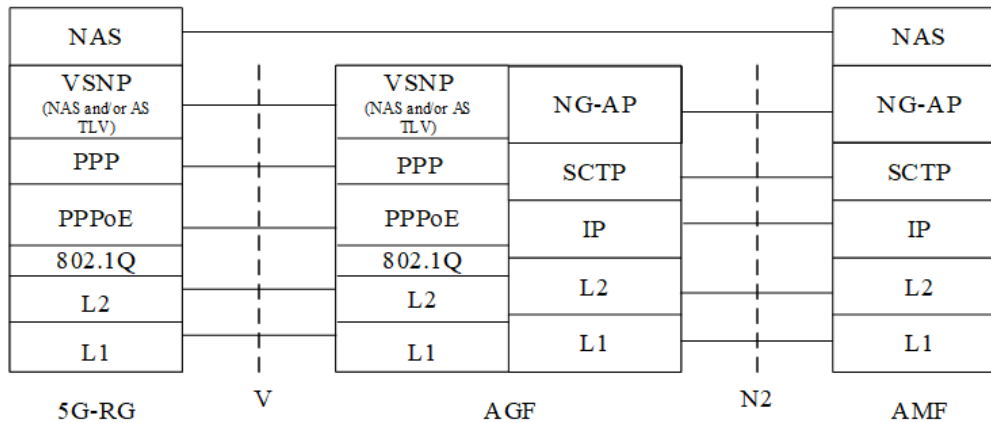 NAS
VSNP
(NAS and/or AS
TLV)
PPP
PPPoE
802.1Q
L2
L1
5G-RG
V
VSNP
(NAS and/or AS
TLV)
PPP
PPPoE
802.1Q
L2
L1
NG-AP
SCTP
IP
L2
L1
AGF
N2
NAS
NG-AP
SCTP
IP
L2
L1
AMF